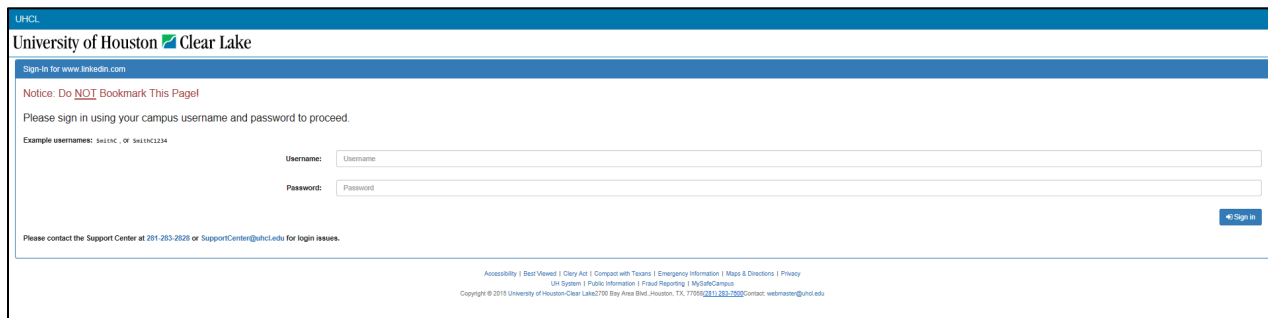 UHCL
University of Houston Clear Lake
Sign-In for www.linkedin.com
Notice: Do NOT Bookmark This Page!
Please sign in using your campus username and password to proceed.
Example usernames: SmithC , or SmithC1234
Username: Username
Password: Password
Sign in
Please contact the Support Center at 281-283-2828 or SupportCenter@uhcl.edu for login issues.
Accessibility | Best Viewed | Clery Act | Compact with Texans | Emergency Information | Maps & Directions | Privacy
UH System | Public Information | Fraud Reporting | MySafeCampus
Copyright © 2015 University of Houston-Clear Lake2700 Bay Area Blvd.,Houston, TX, 77058(281) 283-7600Contact: webmaster@uhcl.edu